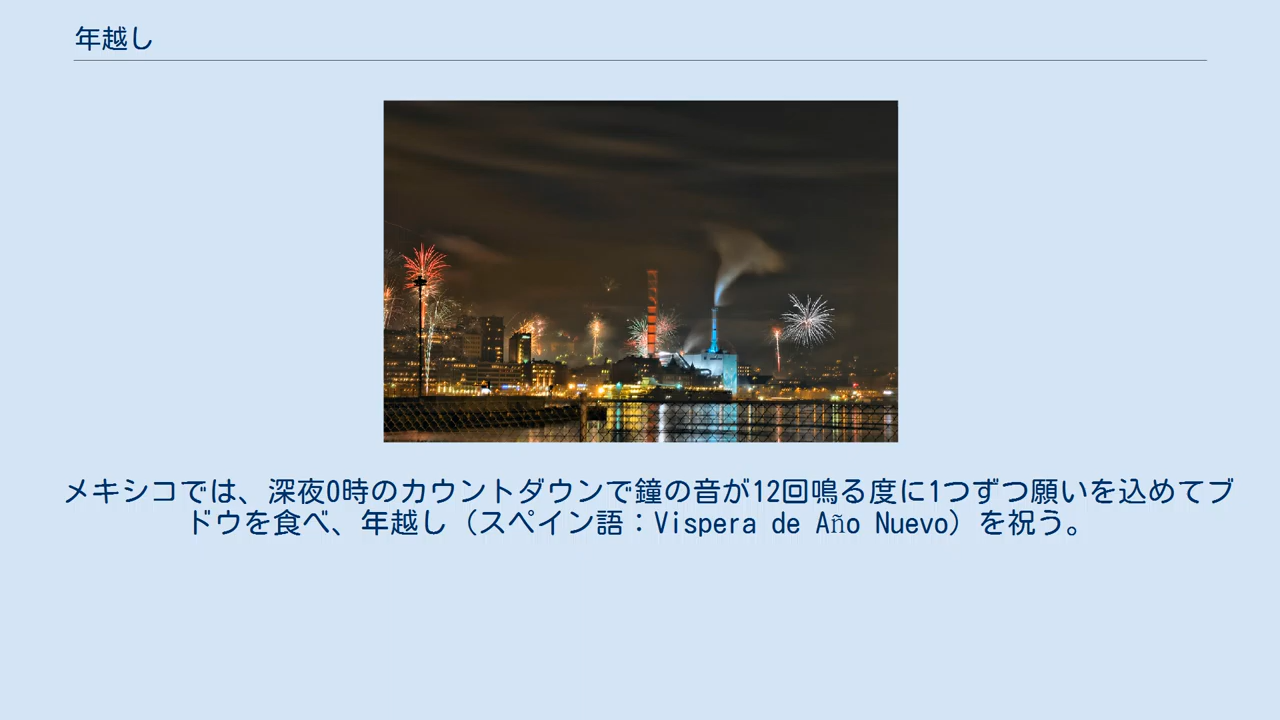 年越し
メキシコでは、深夜0時のカウントダウンで鐘の音が12回鳴る度に1つずつ願いを込めてブ
ドウを食べ、年越し（スペイン語：Víspera de Año Nuevo）を祝う。